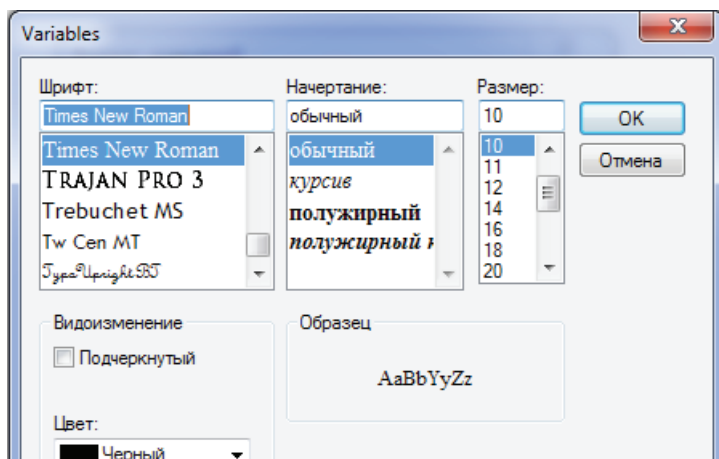 Variables
Шрифт:
Times New Roman
Times New Roman
TRAJAN PRO 3
Trebuchet MS
Tw Cen MT
TypoUpright BT
Начертание:
обычный
обычный
курсив
полужирный
полужирный к
Размер:
10
10
11
12
14
16
18
20
OK
Отмена
Видоизменение
Подчеркнутый
Цвет:
Черный
Образец
AaBbYyZz